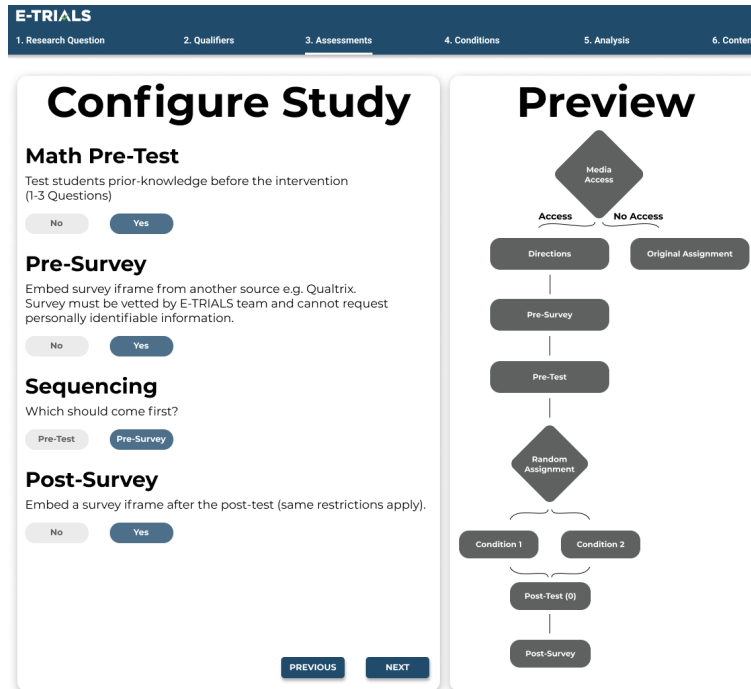 E-TRIALS
1. Research Question
2. Qualifiers
3. Assessments
4. Conditions
5. Analysis
6. Conten
Configure Study
Math Pre-Test
Test students prior-knowledge before the intervention
(1-3 Questions)
No
Yes
Pre-Survey
Embed survey iframe from another source e.g. Qualtrix.
Survey must be vetted by E-TRIALS team and cannot request
personally identifiable information.
No
Yes
Sequencing
Which should come first?
Pre-Test
Pre-Survey
Post-Survey
Embed a survey iframe after the post-test (same restrictions apply).
No
Yes
PREVIOUS
NEXT
Preview
Media
Access
Access
No Access
Directions
Original Assignment
Pre-Survey
Pre-Test
Random
Assignment
Condition 1
Condition 2
Post-Test (0)
Post-Survey